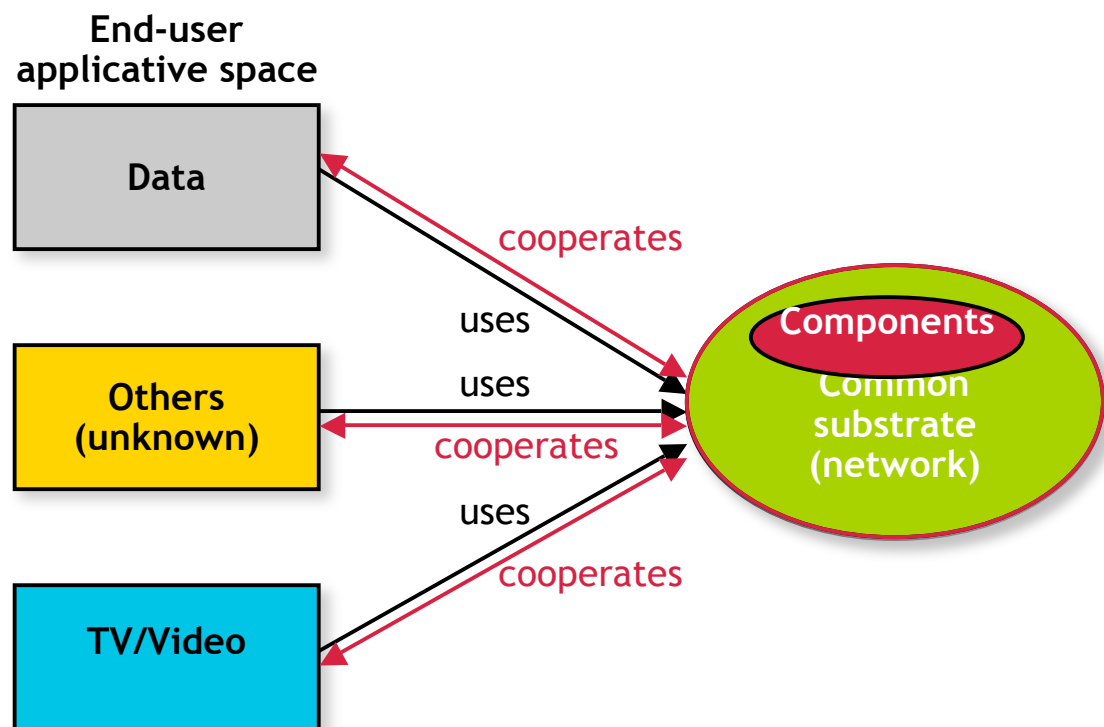 End-user
applicative space
Data
cooperates
uses
Components
Common
substrate
(network)
Others
(unknown)
uses
cooperates
uses
cooperates
TV/Video